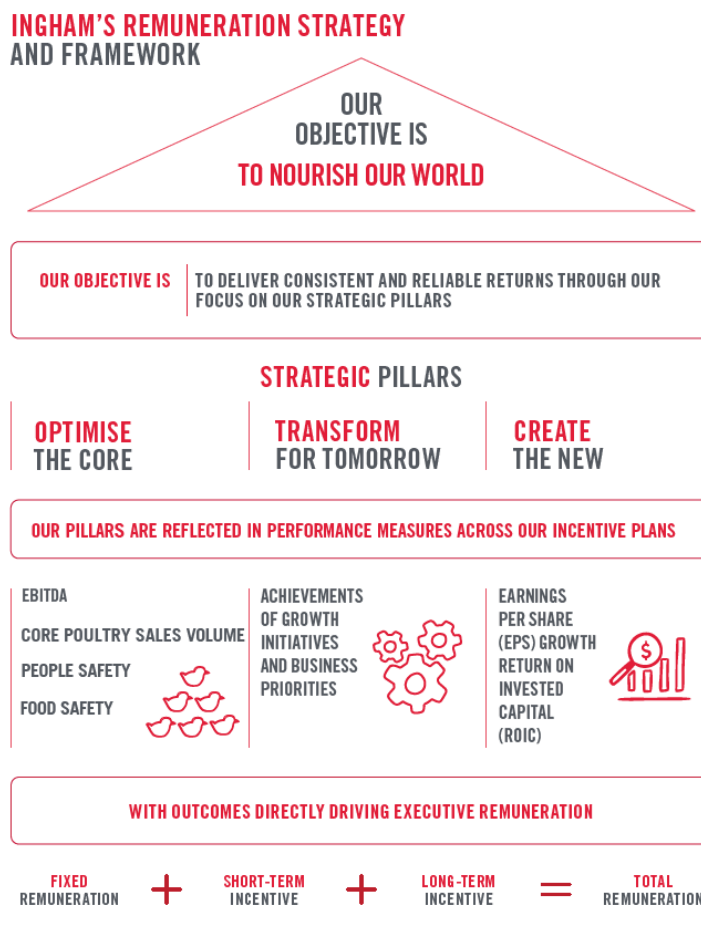 INGHAM'S REMUNERATION STRATEGY
AND FRAMEWORK
OUR
OBJECTIVE IS
TO NOURISH OUR WORLD
OUR OBJECTIVE IS
TO DELIVER CONSISTENT AND RELIABLE RETURNS THROUGH OUR
FOCUS ON OUR STRATEGIC PILLARS
STRATEGIC PILLARS
OPTIMISE
THE CORE
TRANSFORM
FOR TOMORROW
CREATE
THE NEW
OUR PILLARS ARE REFLECTED IN PERFORMANCE MEASURES ACROSS OUR INCENTIVE PLANS
EBITDA
CORE POULTRY SALES VOLUME
PEOPLE SAFETY
FOOD SAFETY
ACHIEVEMENTS
OF GROWTH
INITIATIVES
AND BUSINESS
PRIORITIES
EARNINGS
PER SHARE
(EPS) GROWTH
RETURN ON
INVESTED
CAPITAL
(ROIC)
$
WITH OUTCOMES DIRECTLY DRIVING EXECUTIVE REMUNERATION
FIXED
REMUNERATION
+
SHORT-TERM
INCENTIVE
+
LONG-TERM
INCENTIVE
=
TOTAL
REMUNERATION